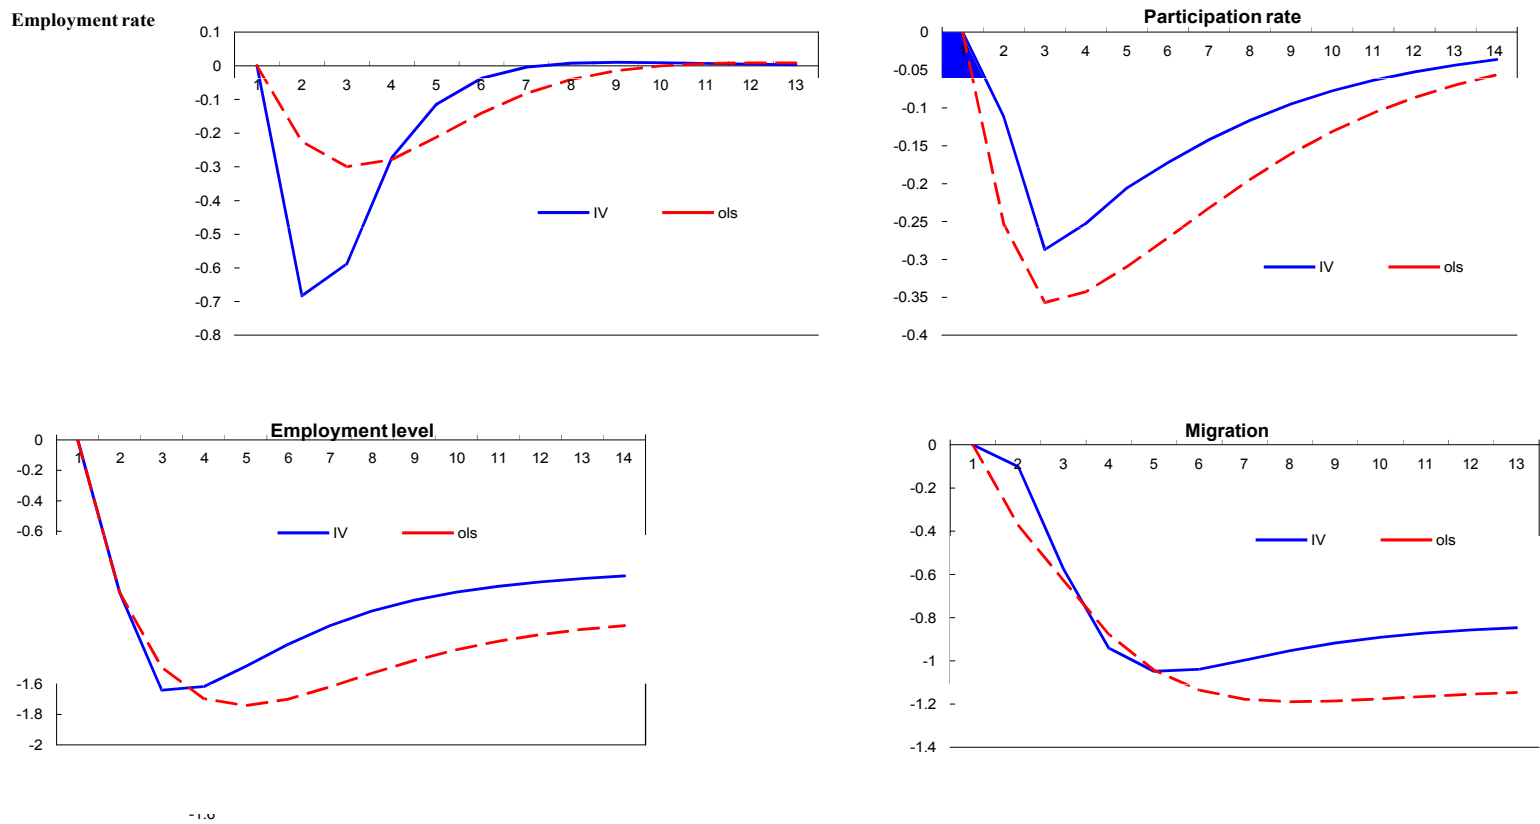 Employment rate
0.1
0
-0.1
-0.2
-0.3
-0.4
-0.5
-0.6
-0.7
-0.8
1 2 3 4 5 6 7 8 9 10 11 12 13
IV ols
Participation rate
0
-0.05
-0.1
-0.15
-0.2
-0.25
-0.3
-0.35
-0.4
1 2 3 4 5 6 7 8 9 10 11 12 13 14
IV ols
Employment level
0
-0.2
-0.4
-0.6
-1.6
-1.8
-2
1 2 3 4 5 6 7 8 9 10 11 12 13 14
IV ols
Migration
0
-0.2
-0.4
-0.6
-0.8
-1
-1.2
-1.4
1 2 3 4 5 6 7 8 9 10 11 12 13
IV ols